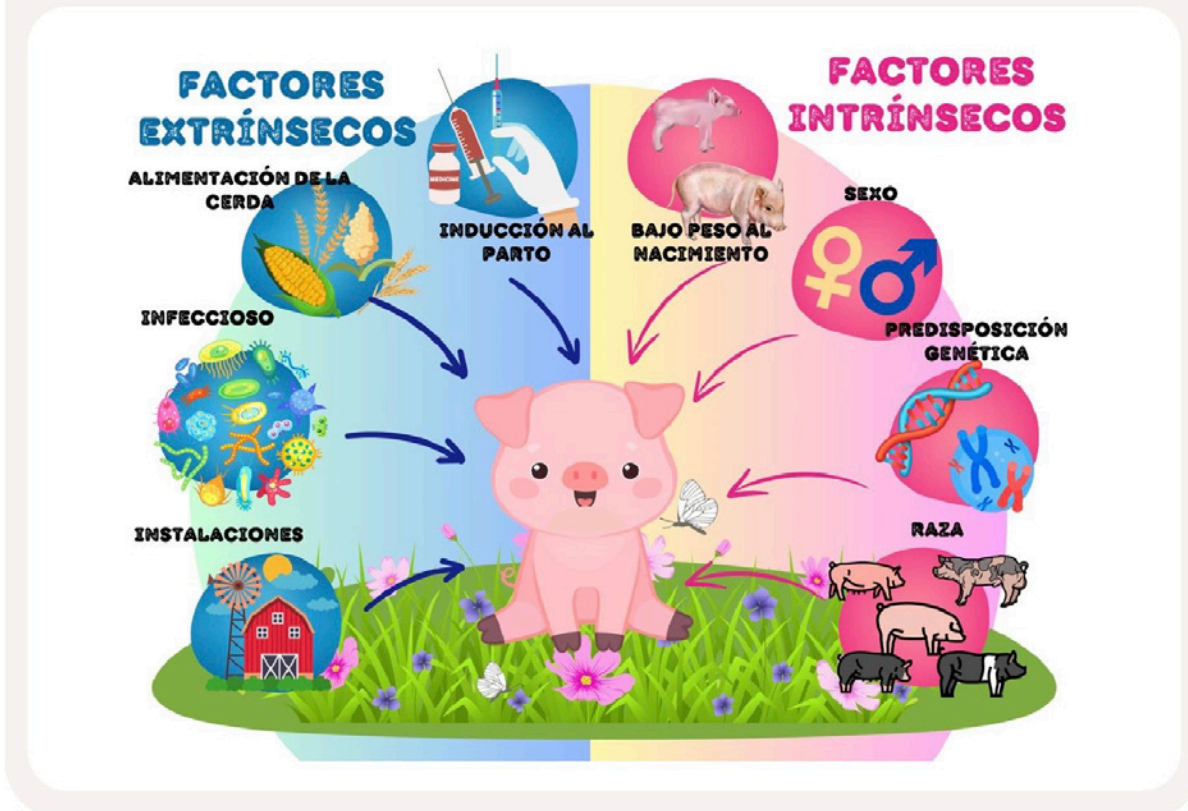 FACTORES
EXTRÍNSECOS
ALIMENTACIÓN DE LA
CERDA
MEDICINE
INDUCCIÓN AL
PARTO
INFECCIOSO
INSTALACIONES
FACTORES
INTRÍNSECOS
BAJO PESO AL
NACIMIENTO
SEXO
PREDISPOSICIÓN
GENÉTICA
RAZA